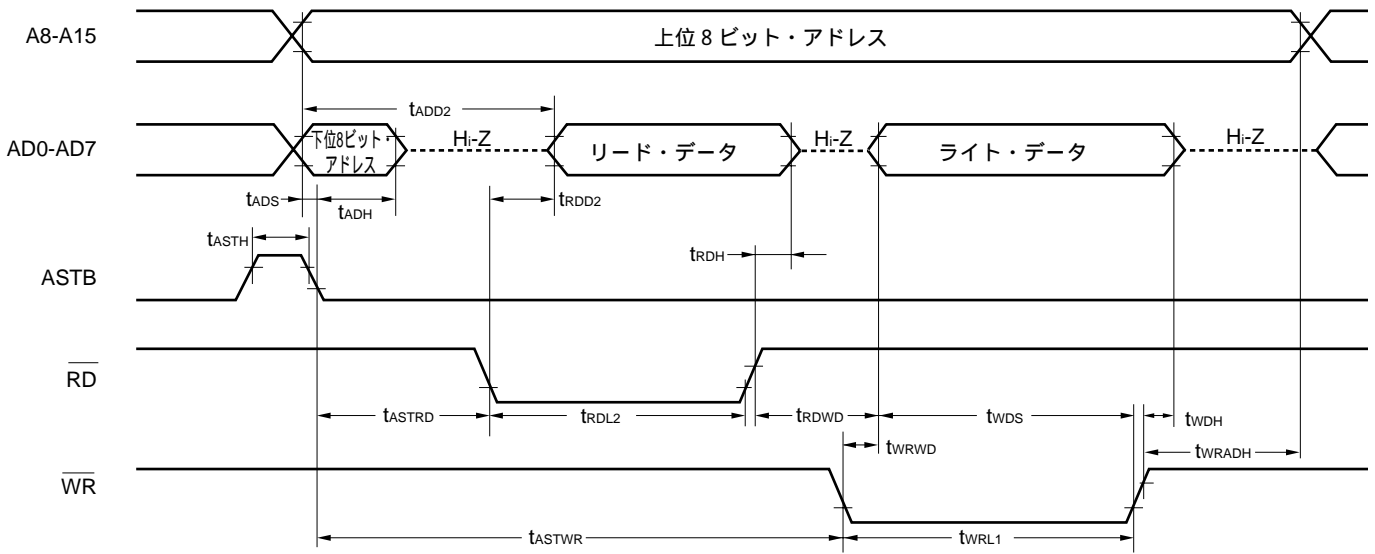 A8-A15
上位8ビット・アドレス
tADD2
AD0-AD7
下位8ビット・
アドレス
Hi-Z
リード・データ
Hi-Z
ライト・データ
Hi-Z
tADS
tADH
tRDD2
tASTH
tRDH
ASTB
RD
tASTRD
tRDL2
tRDWD
tWDS
tWDH
tWRWD
tWRADH
WR
tASTWR
tWRL1